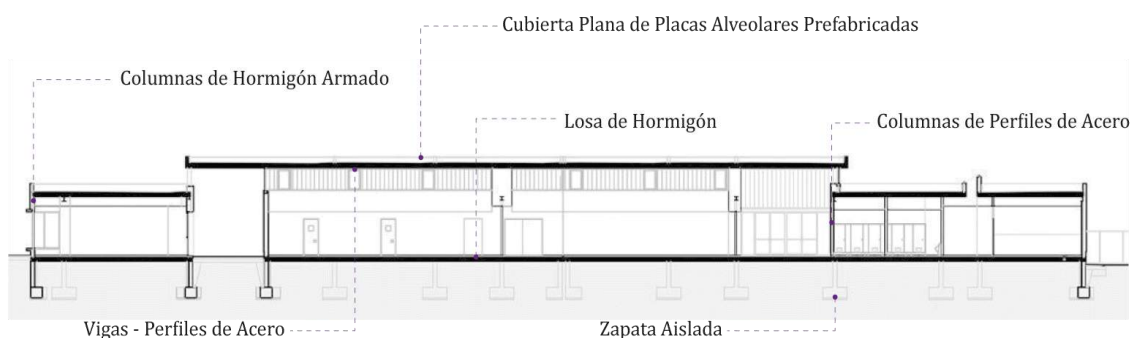 Cubierta Plana de Placas Alveolares Prefabricadas
Columnas de Hormigón Armado
Losa de Hormigón
Columnas de Perfiles de Acero
Vigas - Perfiles de Acero
Zapata Aislada